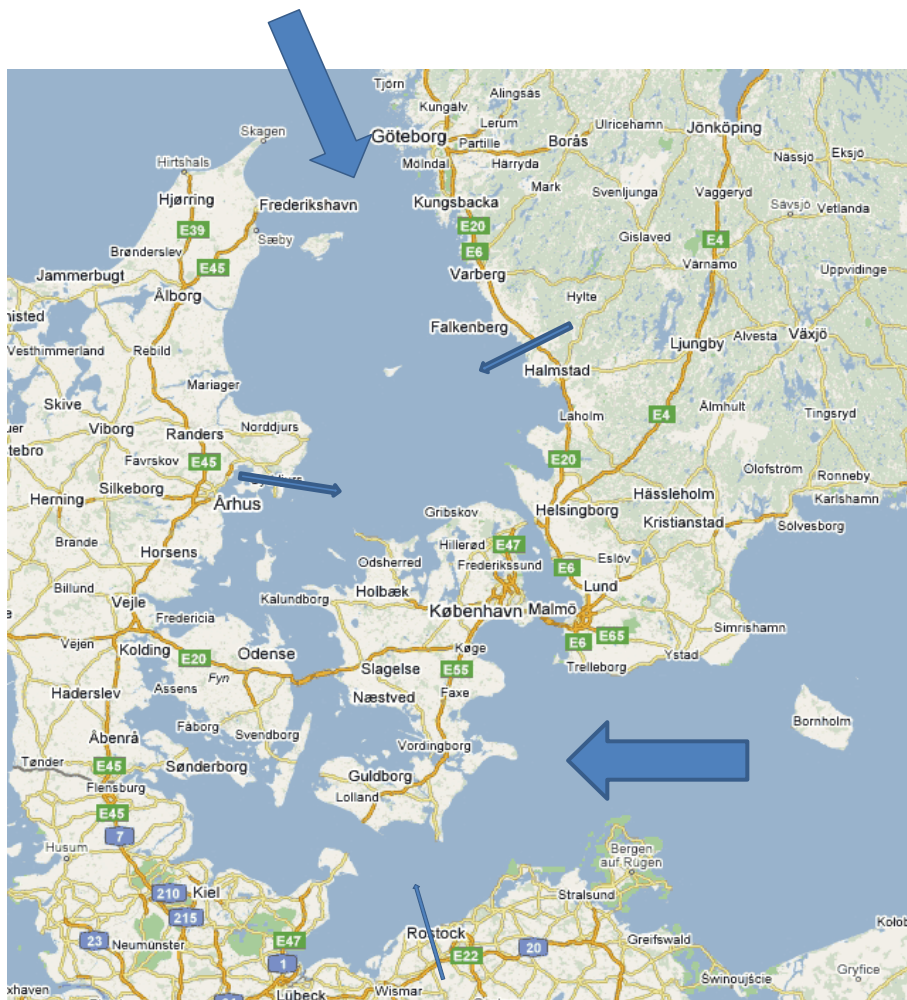 Tjörn
Kungälv
Alingsås
Lerum
Ulricehamn
Jönköping
Skagen
Göteborg
Partille
Borås
Hirtshals
Mölndal
Härryda
Nässjö
Eksjö
Mark
Svenljunga
Vaggeryd
Hjørring
Frederikshavn
Kungsbacka
Sävsjö
Vetlanda
E39
Sæby
E20
Gislaved
E4
Brønderslev
E6
E45
Värnamo
Uppvidinge
Jammerbugt
Varberg
Ålborg
Hylte
nisted
Falkenberg
Vesthimmerland
Rebild
Ljungby
Alvesta
Växjö
Halmstad
Mariager
Skive
Älmhult
Laholm
E4
Tingsryd
Viborg
Randers
Norddjurs
tebro
Favrskov
E45
E20
Olofström
Ronneby
Herning
Silkeborg
Hässleholm
Karlshamn
Århus
Gribskov
Helsingborg
Kristianstad
Sölvesborg
Brande
Horsens
Hillerød
E47
Odsherred
Frederikssund
E6
Eslöv
Billund
Holbæk
Lund
Vejle
Kalundborg
Fredericia
København
Malmö
E6
E65
Simrishamn
Vejen
Kolding
E20
Odense
Køge
Ystad
Slagelse
E55
Trelleborg
Haderslev
Assens
Fyn
Næstved
Faxe
Fåborg
Svendborg
Bornholm
Åbenrå
Vordingborg
Tønder
E45
Sønderborg
Guldborg
Flensburg
Lolland
E45
7
Husum
Bergen
auf Rügen
210
Kiel
Stralsund
215
23
Neumünster
E47
Rostock
E22
20
Greifswald
Kołob
1
Świnoujście
Gryfice
xhaven
Lübeck
Wismar